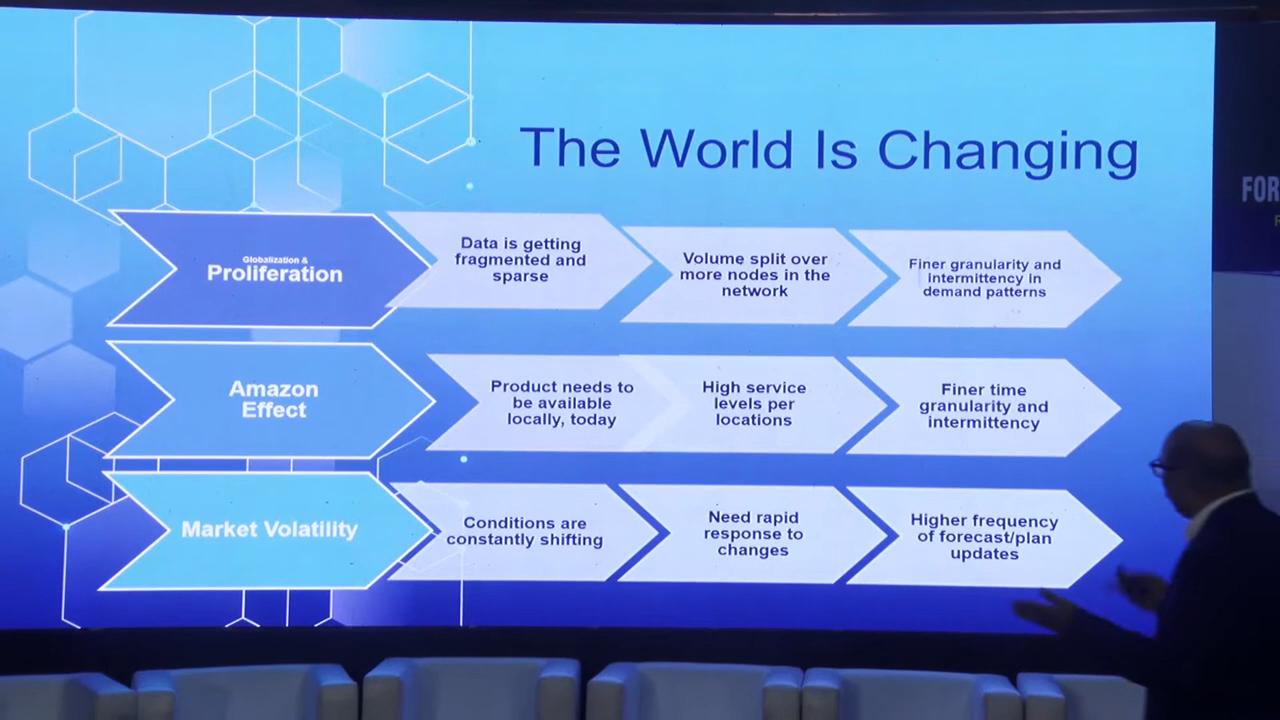 The World Is Changing
FOR
Globalization &
Proliferation
Data is getting
fragmented and
sparse
Volume split over
more nodes in the
network
Finer granularity and
intermittency in
demand patterns
Amazon
Effect
Product needs to
be available
locally, today
High service
levels per
locations
Finer time
granularity and
intermittency
Market Volatility
Conditions are
constantly shifting
Need rapid
response to
changes
Higher frequency
of forecast/plan
updates